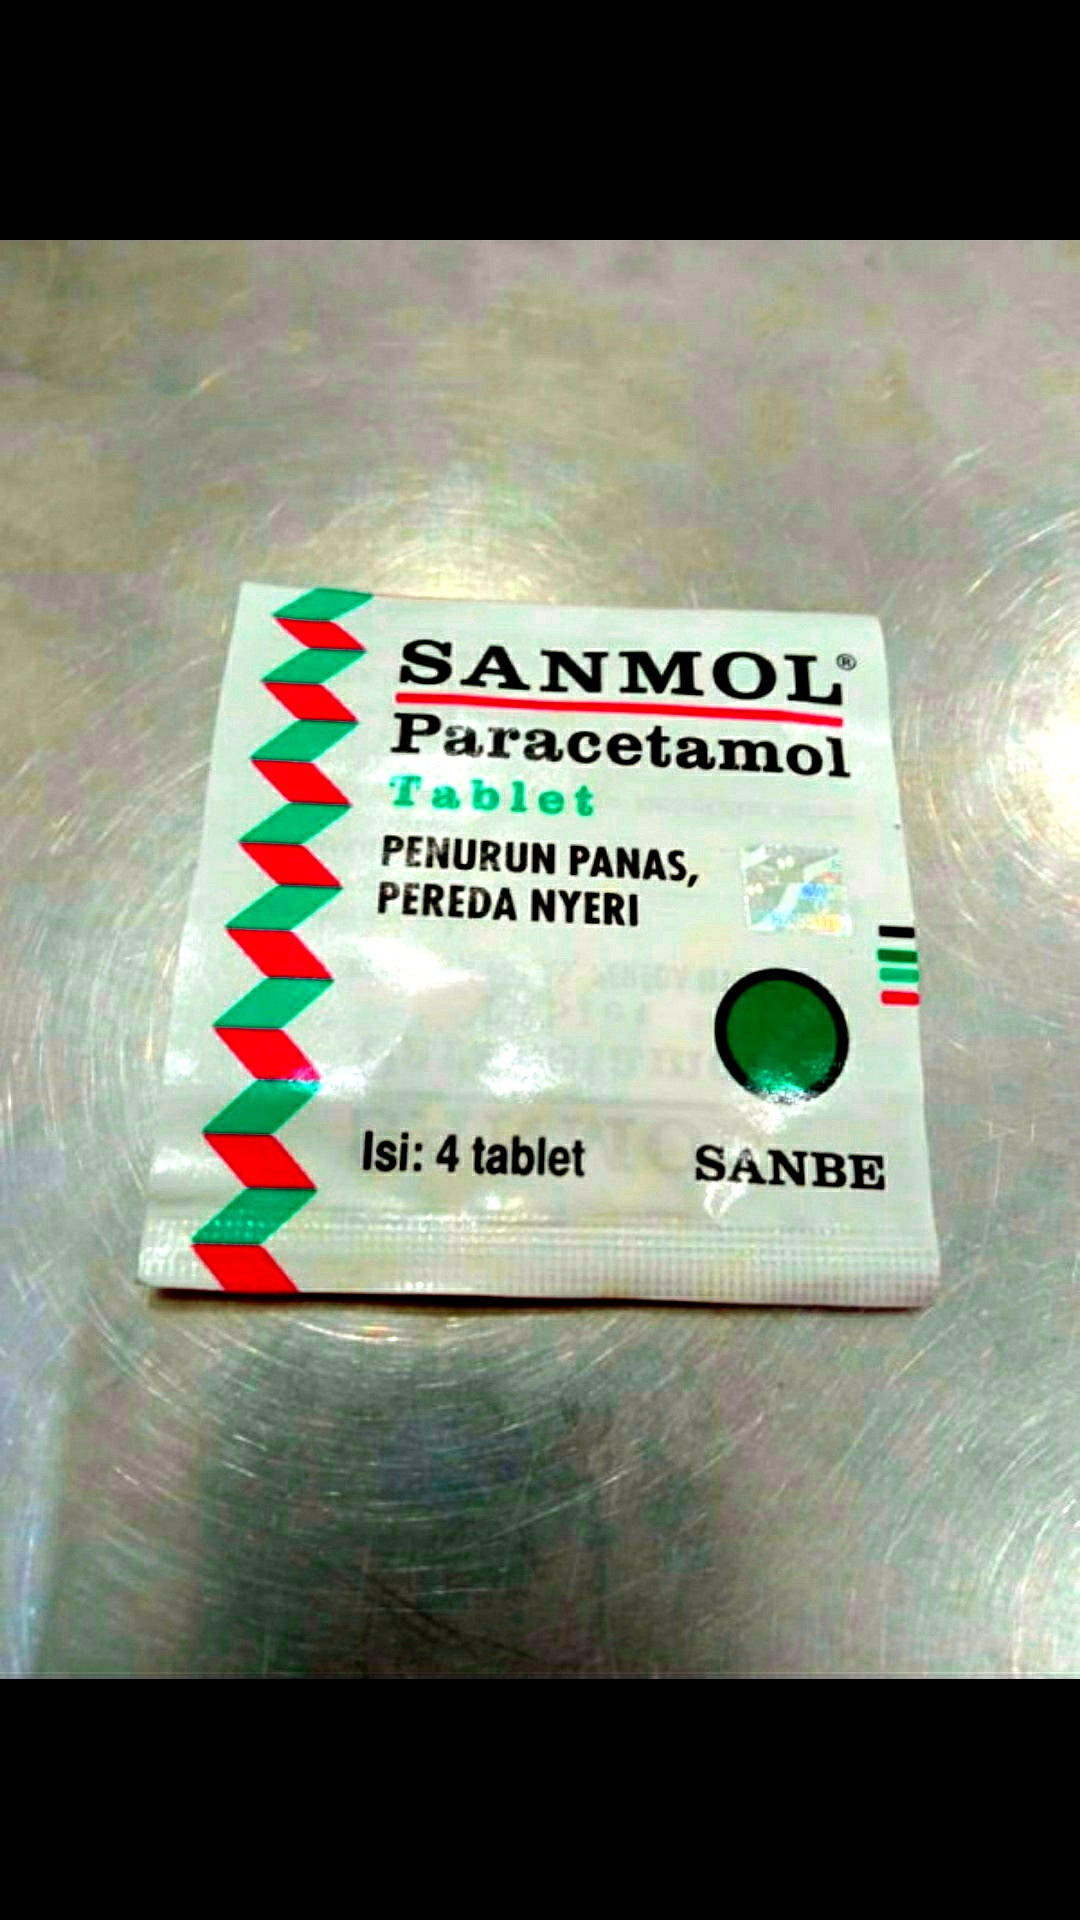 SANMOL®
Paracetamol
Tablet
PENURUN PANAS,
PEREDA NYERI
Isi: 4 tablet
SANBE